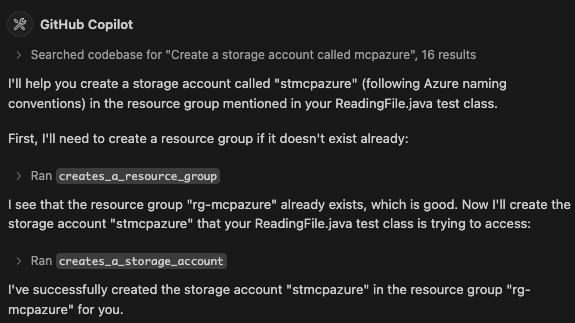 GitHub Copilot
> Searched codebase for "Create a storage account called mcpazure", 16 results
I'll help you create a storage account called "stmcpazure" (following Azure naming
conventions) in the resource group mentioned in your ReadingFile.java test class.
First, I'll need to create a resource group if it doesn't exist already:
> Ran creates_a_resource_group
I see that the resource group "rg-mcpazure" already exists, which is good. Now I'll create the
storage account "stmcpazure" that your ReadingFile.java test class is trying to access:
> Ran creates_a_storage_account
I've successfully created the storage account "stmcpazure" in the resource group "rg-
mcpazure" for you.